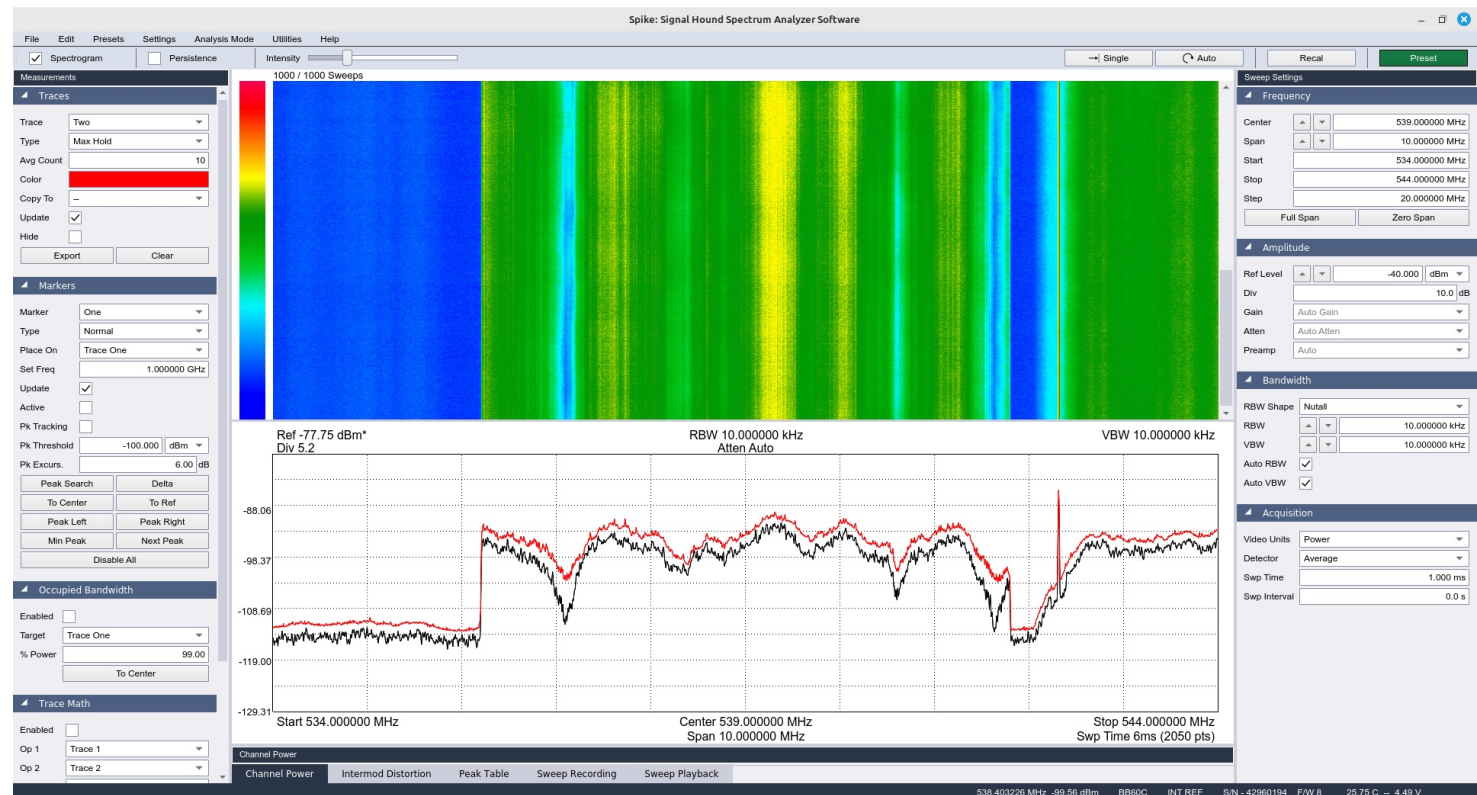 Spike: Signal Hound Spectrum Analyzer Software
File Edit Presets Settings Analysis Mode Utilities Help
Spectrogram Persistence Intensity Single Auto Recal Preset
Measurements
Traces
Trace Two
Type Max Hold
Avg Count 10
Color
Copy To --
Update
Hide
Export Clear
Markers
Marker One
Type Normal
Place On Trace One
Set Freq 1.000000 GHz
Update
Active
Pk Tracking
Pk Threshold -100.000 dBm
Pk Excurs. 6.00 dB
Peak Search Delta
To Center To Ref
Peak Left Peak Right
Min Peak Next Peak
Disable All
Occupied Bandwidth
Enabled
Target Trace One
% Power 99.00
To Center
Trace Math
Enabled
Op 1 Trace 1
Op 2 Trace 2
1000 / 1000 Sweeps
Ref -77.75 dBm* RBW 10.000000 kHz VBW 10.000000 kHz
Div 5.2 Atten Auto
-88.06
-98.37
-108.69
-119.00
-129.31
Start 534.000000 MHz Center 539.000000 MHz Stop 544.000000 MHz
Span 10.000000 MHz Swp Time 6ms (2050 pts)
Channel Power
Channel Power Intermod Distortion Peak Table Sweep Recording Sweep Playback
Sweep Settings
Frequency
Center 539.000000 MHz
Span 10.000000 MHz
Start 534.000000 MHz
Stop 544.000000 MHz
Step 20.000000 MHz
Full Span Zero Span
Amplitude
Ref Level -40.000 dBm
Div 10.0 dB
Gain Auto Gain
Atten Auto Atten
Preamp Auto
Bandwidth
RBW Shape Nutall
RBW 10.000000 kHz
VBW 10.000000 kHz
Auto RBW
Auto VBW
Acquisition
Video Units Power
Detector Average
Swp Time 1.000 ms
Swp Interval 0.0 s
538.403226 MHz -99.56 dBm BB60C INT REF S/N - 42960194 F/W 8 25.75 C -- 4.49 V